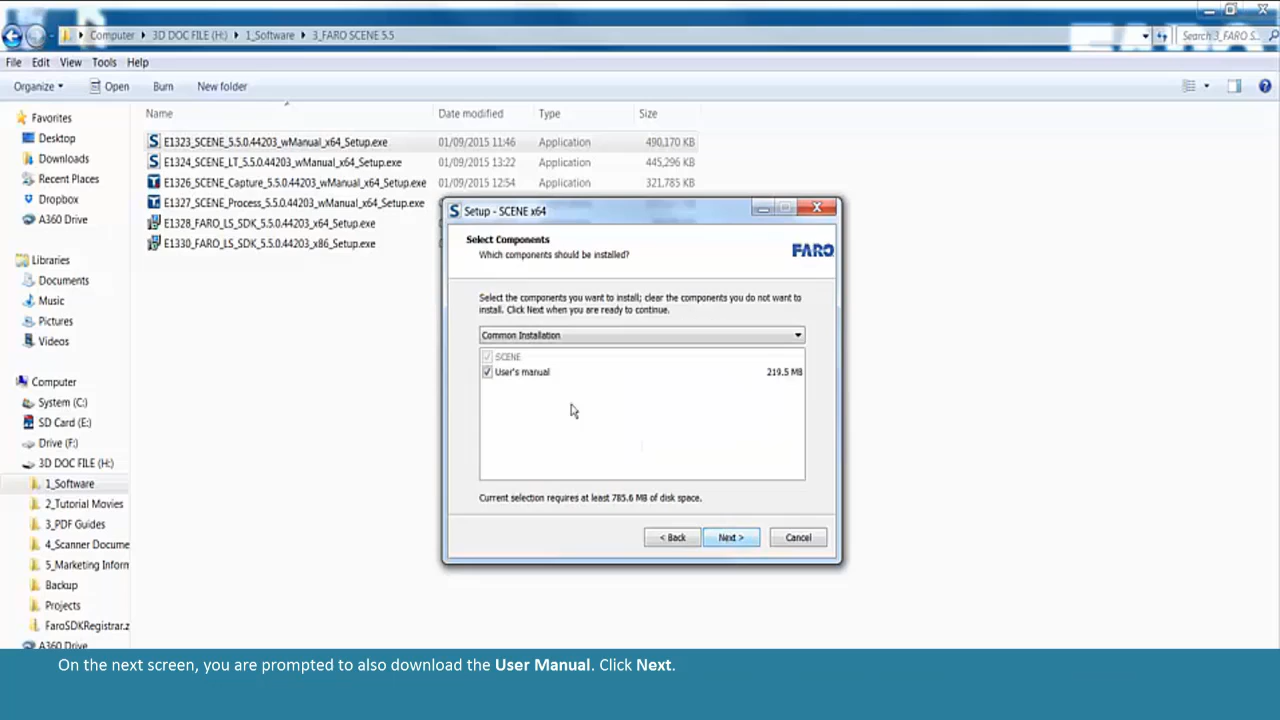 Computer 3D DOC FILE (H:) 1_Software 3_FARO SCENE 5.5 Search 3_FARO S...
File Edit View Tools Help
Organize Open Burn New folder
Name Date modified Type Size
E1323_SCENE_5.5.0.44203_wManual_x64_Setup.exe 01/09/2015 11:46 Application 490,170 KB
E1324_SCENE_LT_5.5.0.44203_wManual_x64_Setup.exe 01/09/2015 13:22 Application 445,296 KB
E1326_SCENE_Capture_5.5.0.44203_wManual_x64_Setup.exe 01/09/2015 12:54 Application 321,785 KB
E1327_SCENE_Process_5.5.0.44203_wManual_x64_Setup.exe
E1328_FARO_LS_SDK_5.5.0.44203_x64_Setup.exe
E1330_FARO_LS_SDK_5.5.0.44203_x86_Setup.exe
Favorites
Desktop
Downloads
Recent Places
Dropbox
A360 Drive
Libraries
Documents
Music
Pictures
Videos
Computer
System (C:)
SD Card (E:)
Drive (F:)
3D DOC FILE (H:)
1_Software
2_Tutorial Movies
3_PDF Guides
4_Scanner Docume
5_Marketing Inforn
Backup
Projects
FaroSDKRegistrar.z
A360 Drive
Setup - SCENE x64
Select Components
Which components should be installed?
FARO
Select the components you want to install; clear the components you do not want to
install. Click Next when you are ready to continue.
Common Installation
SCENE
User's manual 219.5 MB
Current selection requires at least 785.6 MB of disk space.
< Back Next > Cancel
On the next screen, you are prompted to also download the User Manual. Click Next.